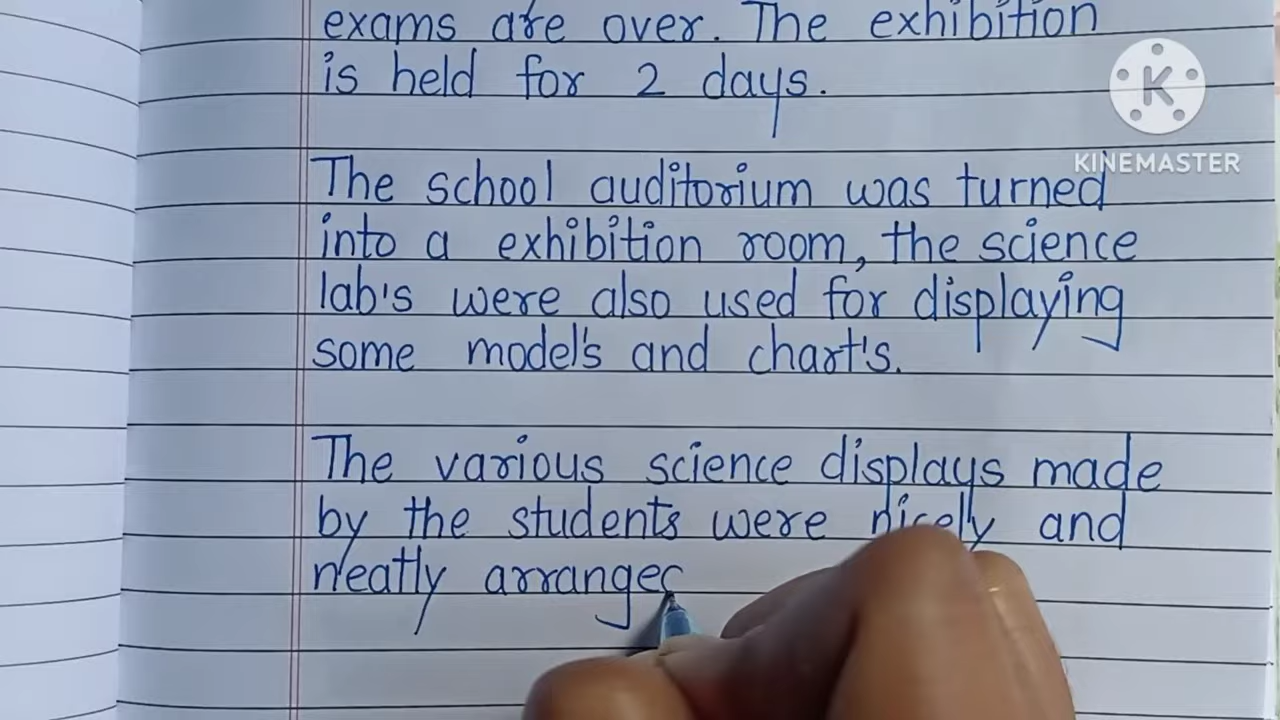 exams are over. The exhibition
is held for 2 days.
K
KINEMASTER
The school auditorium was turned
into a exhibition room, the science
lab's were also used for displaying
some model's and chart's.
The various science displays made
by the students were nicely and
neatly arranged